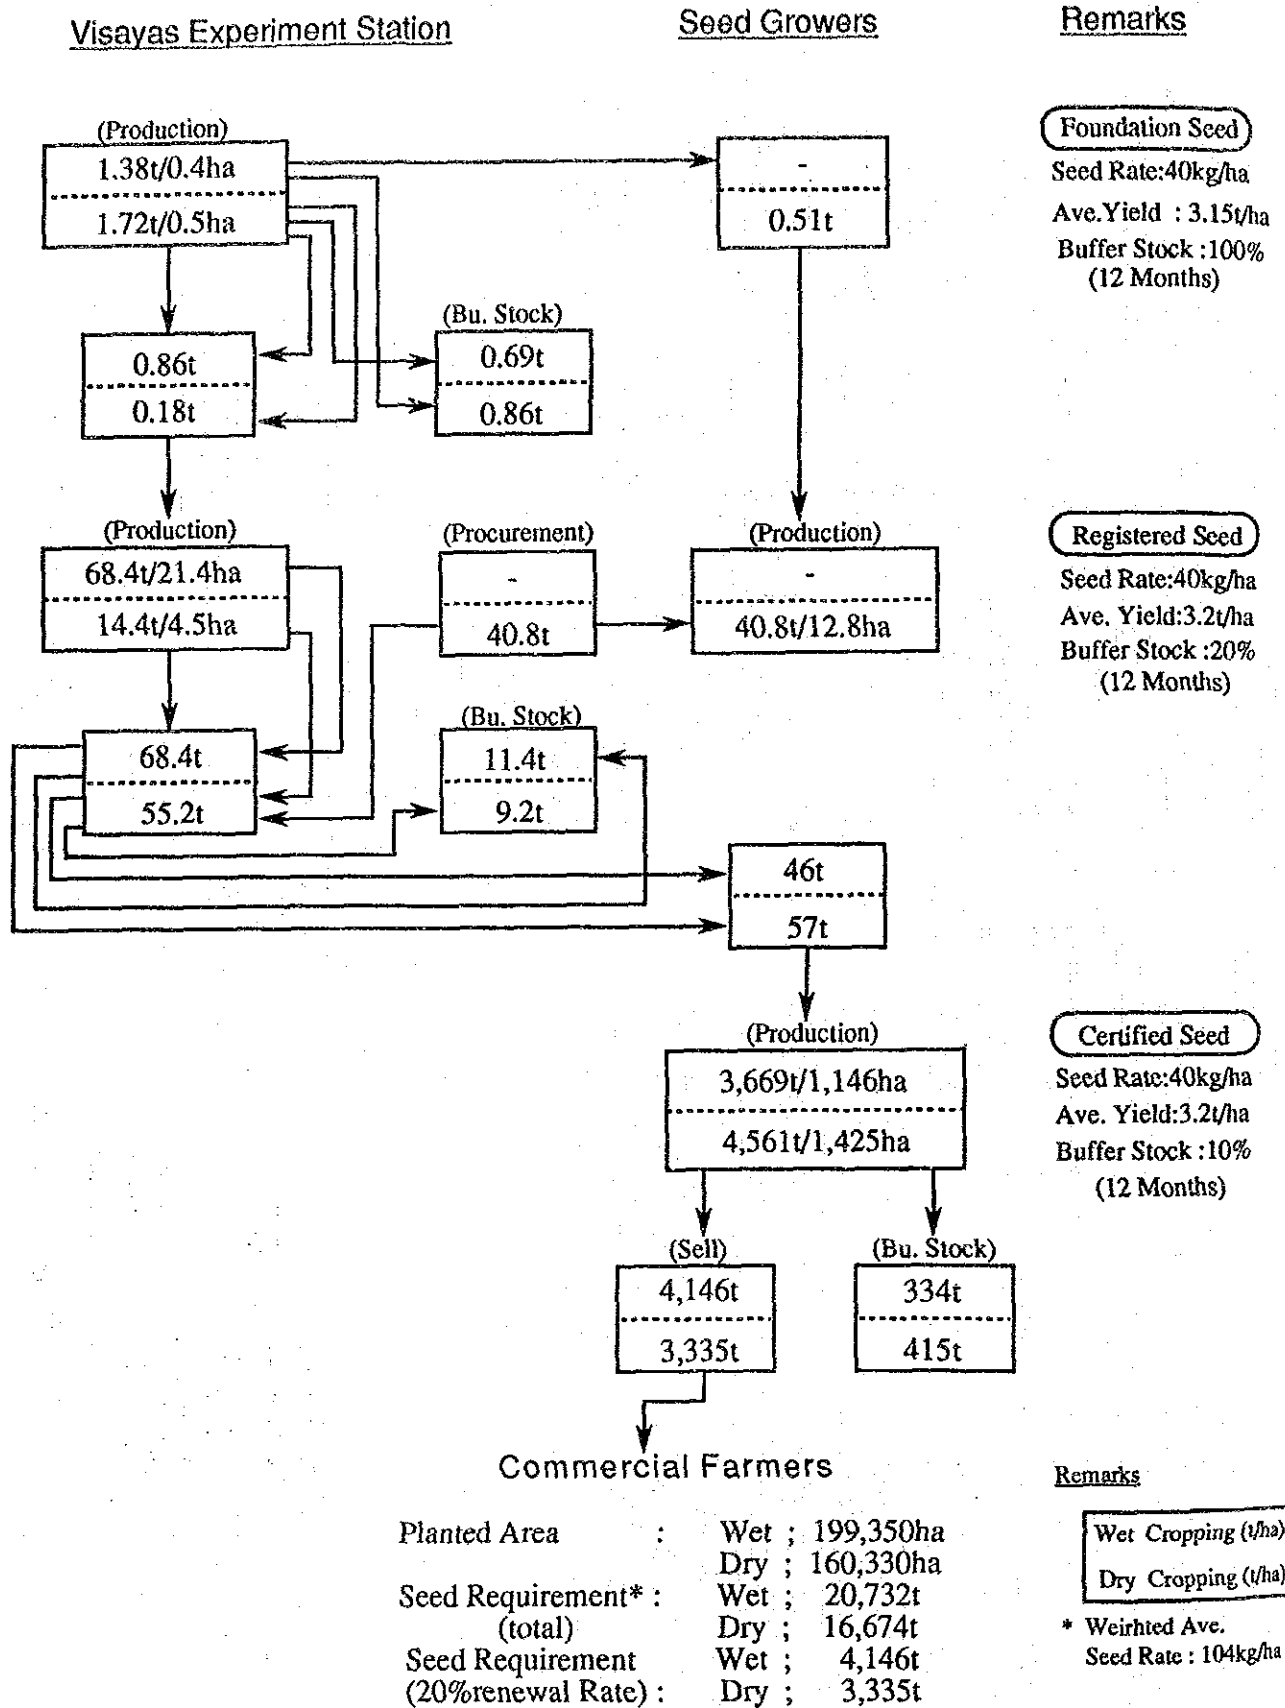 Visayas Experiment Station
Seed Growers
Remarks
(Production)
1.38t/0.4ha
1.72t/0.5ha
-
0.51t
Foundation Seed
Seed Rate:40kg/ha
Ave.Yield : 3.15t/ha
Buffer Stock :100%
(12 Months)
0.86t
0.18t
(Bu. Stock)
0.69t
0.86t
(Production)
68.4t/21.4ha
14.4t/4.5ha
(Procurement)
-
40.8t
(Production)
-
40.8t/12.8ha
Registered Seed
Seed Rate:40kg/ha
Ave. Yield:3.2t/ha
Buffer Stock :20%
(12 Months)
68.4t
55.2t
(Bu. Stock)
11.4t
9.2t
46t
57t
(Production)
3,669t/1,146ha
4,561t/1,425ha
Certified Seed
Seed Rate:40kg/ha
Ave. Yield:3.2t/ha
Buffer Stock :10%
(12 Months)
(Sell)
4,146t
3,335t
(Bu. Stock)
334t
415t
Commercial Farmers
Planted Area : Wet ; 199,350ha
Dry ; 160,330ha
Seed Requirement* : Wet ; 20,732t
(total) Dry ; 16,674t
Seed Requirement Wet ; 4,146t
(20%renewal Rate) : Dry ; 3,335t
Remarks
Wet Cropping (t/ha)
Dry Cropping (t/ha)
* Weirhted Ave.
Seed Rate : 104kg/ha